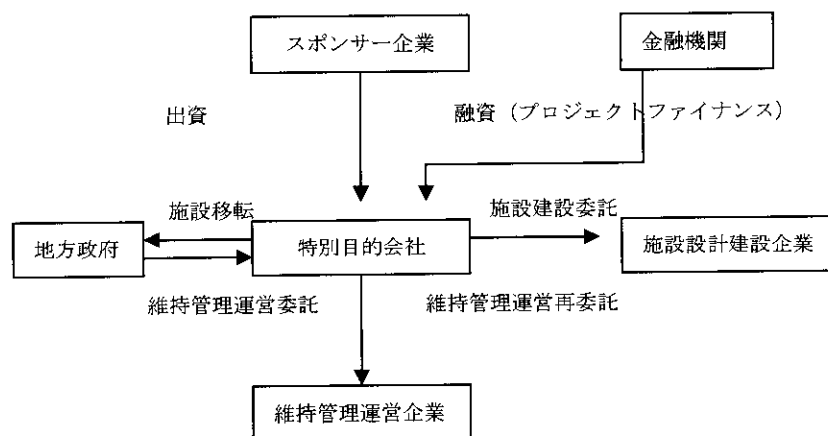 スポンサー企業
金融機関
出資
融資（プロジェクトファイナンス）
施設移転
施設建設委託
地方政府
特別目的会社
施設設計建設企業
維持管理運営委託
維持管理運営再委託
維持管理運営企業